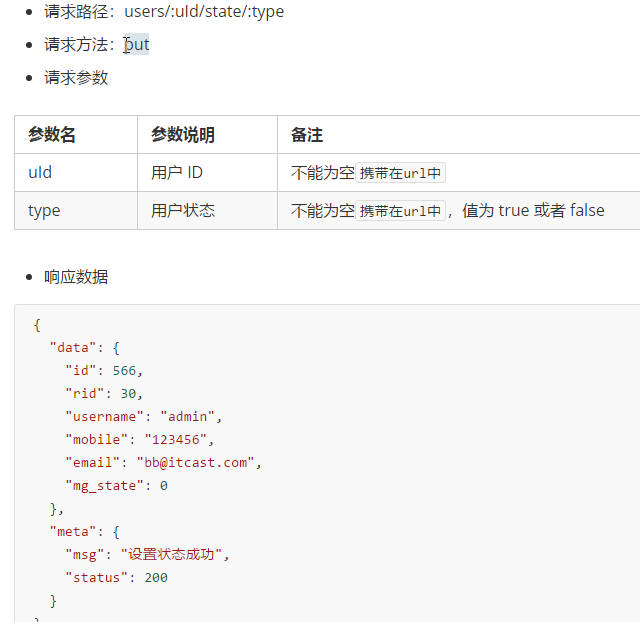 请求路径：users/:uId/state/:type
请求方法：put
请求参数
参数名 参数说明 备注
uId 用户 ID 不能为空携带在url中
type 用户状态 不能为空携带在url中，值为 true 或者 false
响应数据
{
"data": {
"id": 566,
"rid": 30,
"username": "admin",
"mobile": "123456",
"email": "bb@itcast.com",
"mg_state": 0
},
"meta": {
"msg": "设置状态成功",
"status": 200
}
}